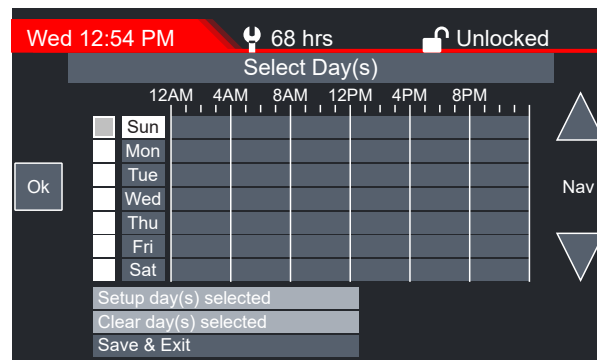 Wed 12:54 PM 68 hrs Unlocked
Select Day(s)
12AM 4AM 8AM 12PM 4PM 8PM
Sun
Mon
Tue
Ok Wed Nav
Thu
Fri
Sat
Setup day(s) selected
Clear day(s) selected
Save & Exit